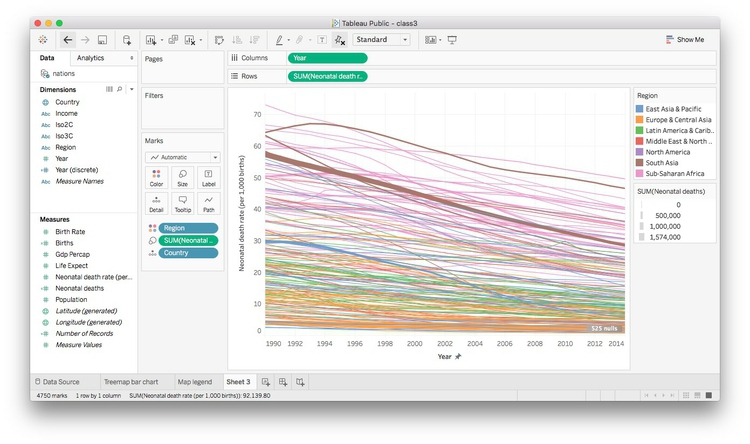 Tableau Public - class3
Standard
Show Me
Data
Analytics
nations
Dimensions
Country
Abc Income
Abc Iso2C
Abc Iso3C
Abc Region
Year
Year (discrete)
Abc Measure Names
Measures
Birth Rate
Births
Gdp Percap
Life Expect
Neonatal death rate (per...
Neonatal deaths
Population
Latitude (generated)
Longitude (generated)
Number of Records
Measure Values
Pages
Filters
Marks
Automatic
Color
Size
Label
Detail
Tooltip
Path
Region
SUM(Neonatal ..
Country
Columns
Year
Rows
SUM(Neonatal death r..
Neonatal death rate (per 1,000 births)
70
60
50
40
30
20
10
0
1990 1992 1994 1996 1998 2000 2002 2004 2006 2008 2010 2012 2014
Year
525 nulls
Region
East Asia & Pacific
Europe & Central Asia
Latin America & Carib..
Middle East & North ..
North America
South Asia
Sub-Saharan Africa
SUM(Neonatal deaths)
0
500,000
1,000,000
1,574,000
Data Source
Treemap bar chart
Map legend
Sheet 3
4750 marks 1 row by 1 column SUM(Neonatal death rate (per 1,000 births)): 92,139.80